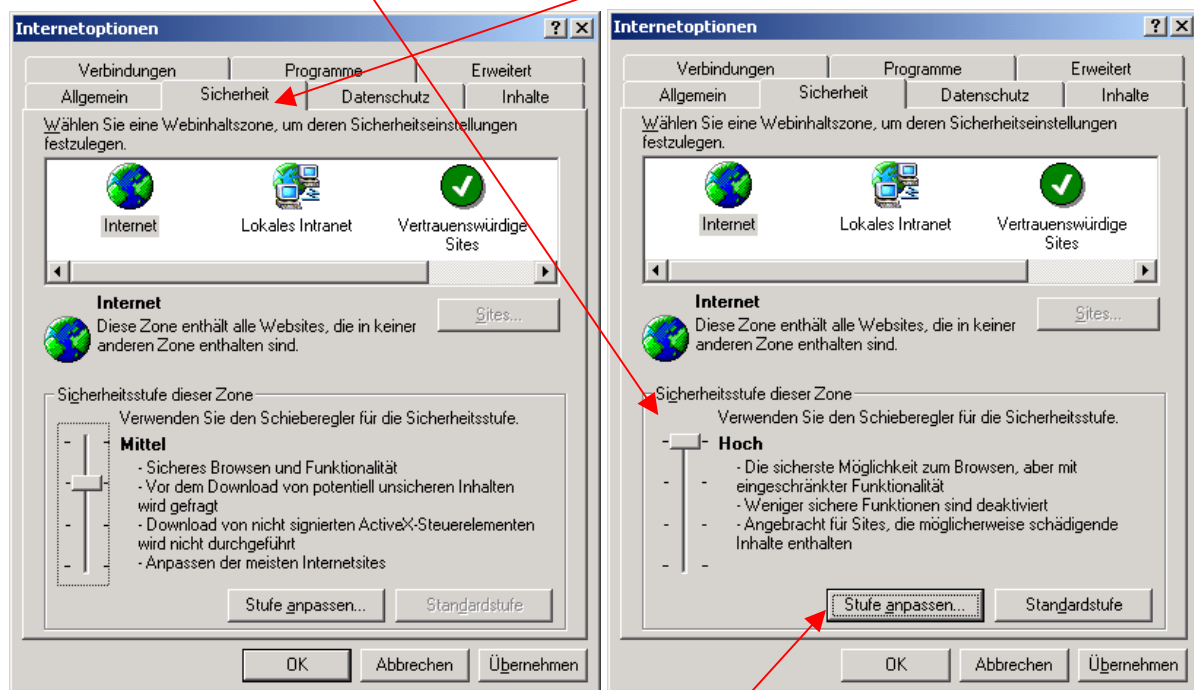 Internetoptionen
Verbindungen Programme Erweitert
Allgemein Sicherheit Datenschutz Inhalte
Wählen Sie eine Webinhaltszone, um deren Sicherheitseinstellungen
festzulegen.
Internet Lokales Intranet Vertrauenswürdige
Sites
Internet
Sites...
Diese Zone enthält alle Websites, die in keiner
anderen Zone enthalten sind.
Sicherheitsstufe dieser Zone
Verwenden Sie den Schieberegler für die Sicherheitsstufe.
Mittel
- Sicheres Browsen und Funktionalität
- Vor dem Download von potentiell unsicheren Inhalten
wird gefragt
- Download von nicht signierten ActiveX-Steuerelementen
wird nicht durchgeführt
- Anpassen der meisten Internetsites
Stufe anpassen... Standardstufe
OK Abbrechen Übernehmen
Internetoptionen
Verbindungen Programme Erweitert
Allgemein Sicherheit Datenschutz Inhalte
Wählen Sie eine Webinhaltszone, um deren Sicherheitseinstellungen
festzulegen.
Internet Lokales Intranet Vertrauenswürdige
Sites
Internet
Sites...
Diese Zone enthält alle Websites, die in keiner
anderen Zone enthalten sind.
Sicherheitsstufe dieser Zone
Verwenden Sie den Schieberegler für die Sicherheitsstufe.
Hoch
- Die sicherste Möglichkeit zum Browsen, aber mit
eingeschränkter Funktionalität
- Weniger sichere Funktionen sind deaktiviert
- Angebracht für Sites, die möglicherweise schädigende
Inhalte enthalten
Stufe anpassen... Standardstufe
OK Abbrechen Übernehmen